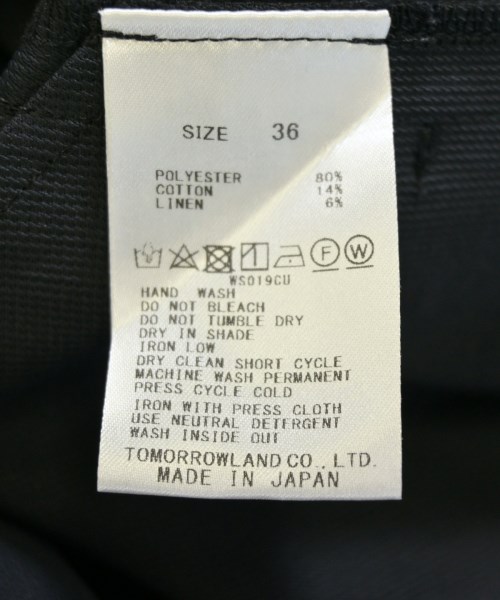 SIZE 36
POLYESTER 80%
COTTON 14%
LINEN 6%
F W
WS019CU
HAND WASH
DO NOT BLEACH
DO NOT TUMBLE DRY
DRY IN SHADE
IRON LOW
DRY CLEAN SHORT CYCLE
MACHINE WASH PERMANENT
PRESS CYCLE COLD
IRON WITH PRESS CLOTH
USE NEUTRAL DETERGENT
WASH INSIDE OUT
TOMORROWLAND CO., LTD.
MADE IN JAPAN